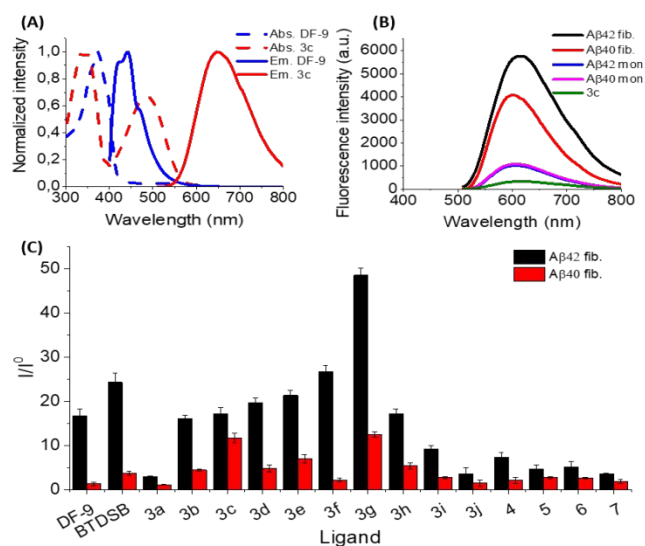 (A)
Abs. DF-9
Abs. 3c
Em. DF-9
Em. 3c
Normalized intensity
1,0
0,8
0,6
0,4
0,2
0,0
300 400 500 600 700 800
Wavelength (nm)
(B)
Aβ42 fib.
Aβ40 fib.
Aβ42 mon
Aβ40 mon
3c
Fluorescence intensity (a.u.)
6000
5000
4000
3000
2000
1000
0
400 500 600 700 800
Wavelength (nm)
(C)
Aβ42 fib.
Aβ40 fib.
I/I⁰
50
40
30
20
10
0
DF-9 BTDSB 3a 3b 3c 3d 3e 3f 3g 3h 3i 3j 4 5 6 7
Ligand